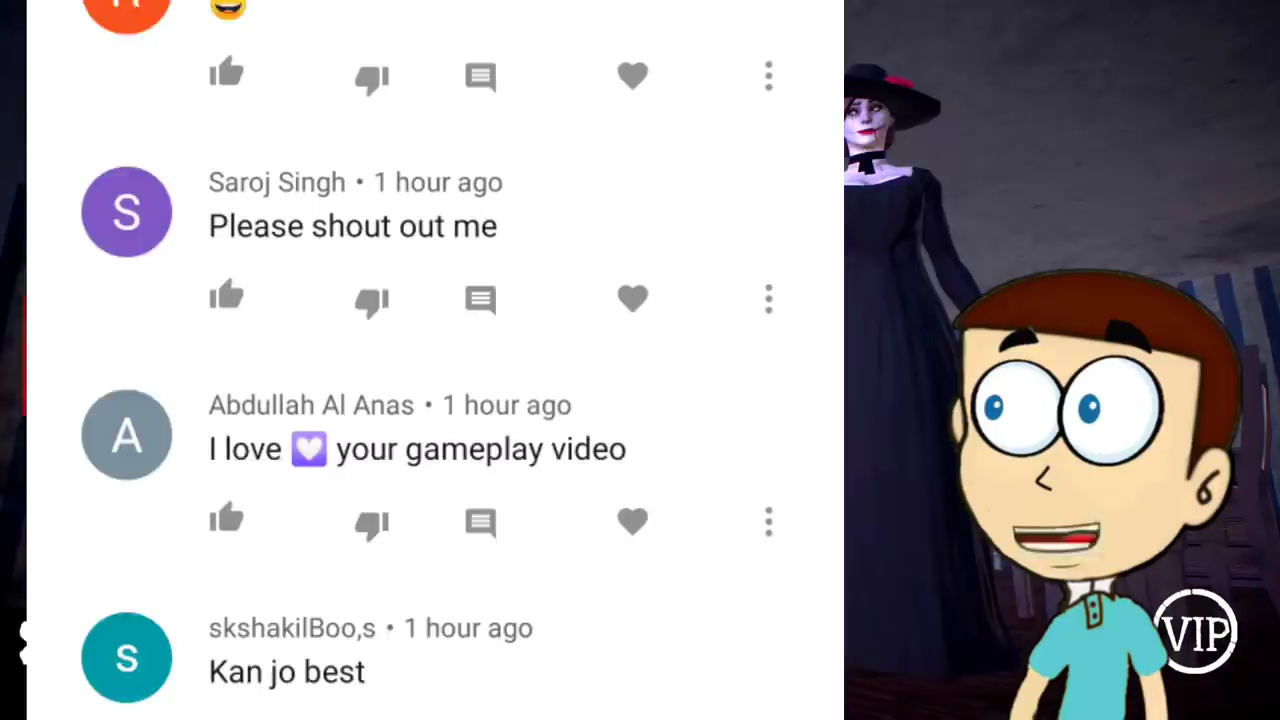 Saroj Singh • 1 hour ago
Please shout out me
S
Abdullah Al Anas • 1 hour ago
I love 💟 your gameplay video
A
skshakilBoo,s • 1 hour ago
Kan jo best
s
VIP